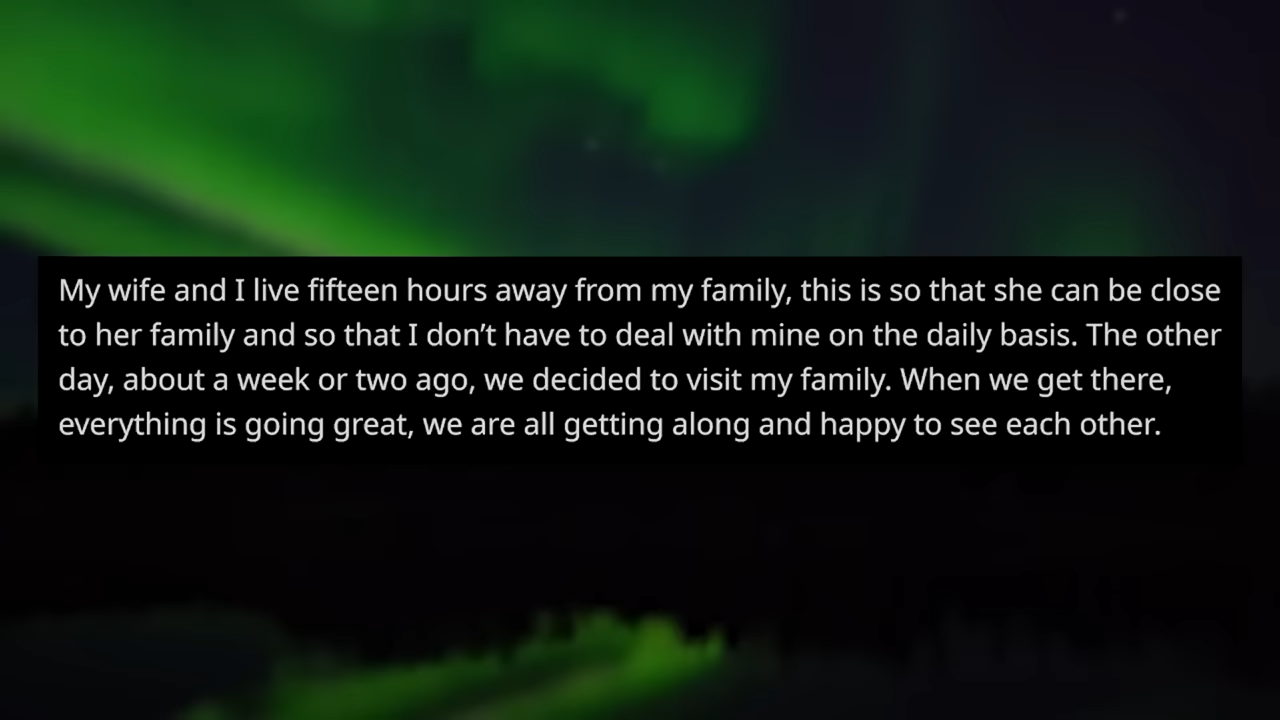 My wife and I live fifteen hours away from my family, this is so that she can be close
to her family and so that I don’t have to deal with mine on the daily basis. The other
day, about a week or two ago, we decided to visit my family. When we get there,
everything is going great, we are all getting along and happy to see each other.